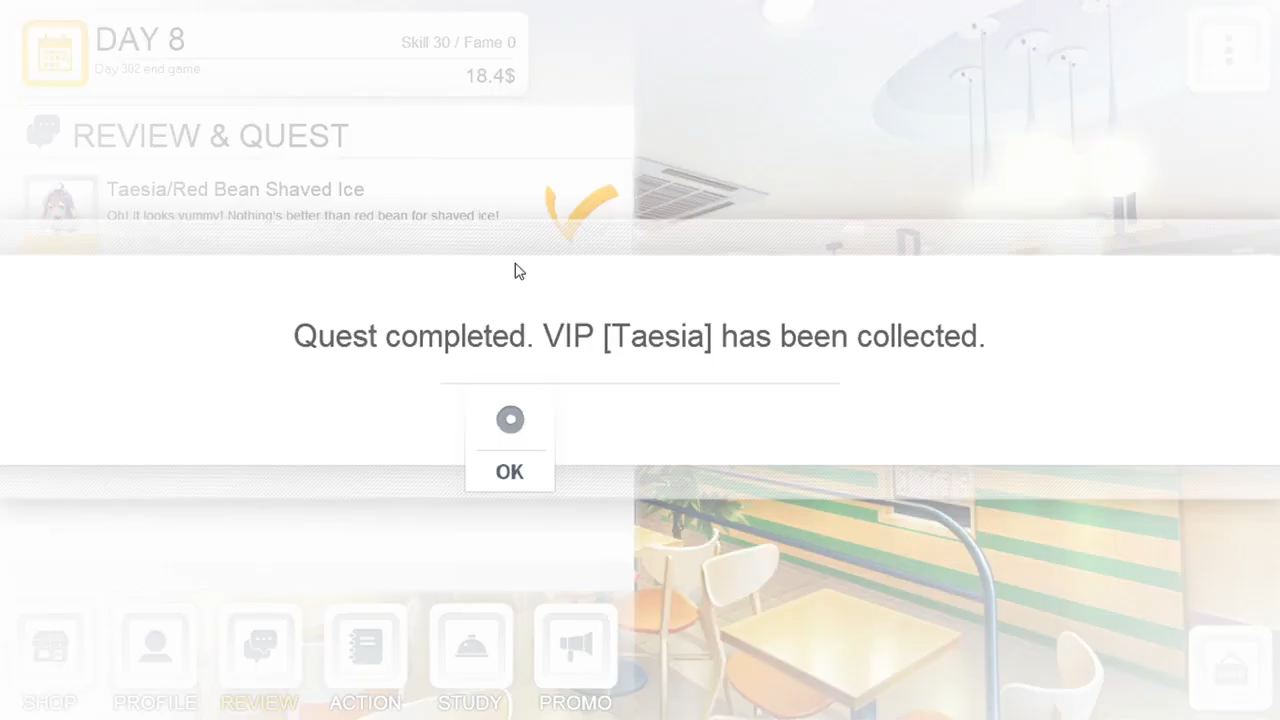 DAY 8
Skill 30 / Fame 0
Day 302 end game
18.4$
REVIEW & QUEST
Taesia/Red Bean Shaved Ice
Oh! it looks yummy! Nothing's better than red bean for shaved ice!
Quest completed. VIP [Taesia] has been collected.
OK
SHOP
PROFILE
REVIEW
ACTION
STUDY
PROMO